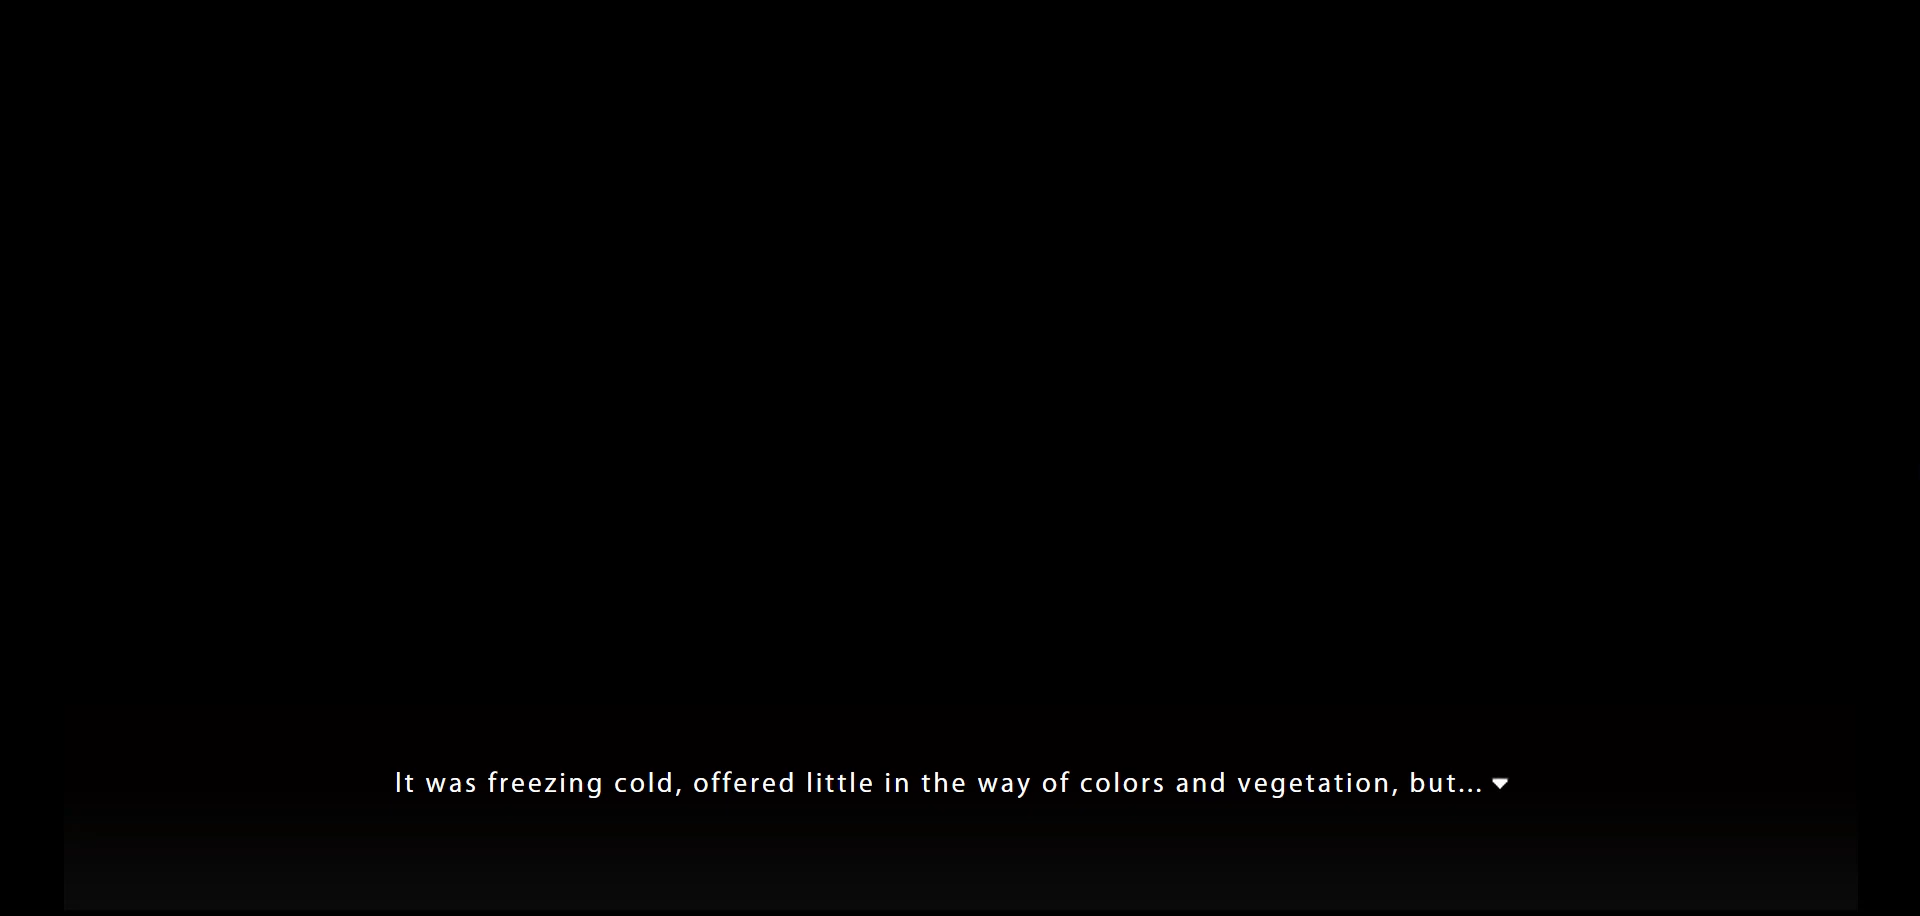 It was freezing cold, offered little in the way of colors and vegetation, but...